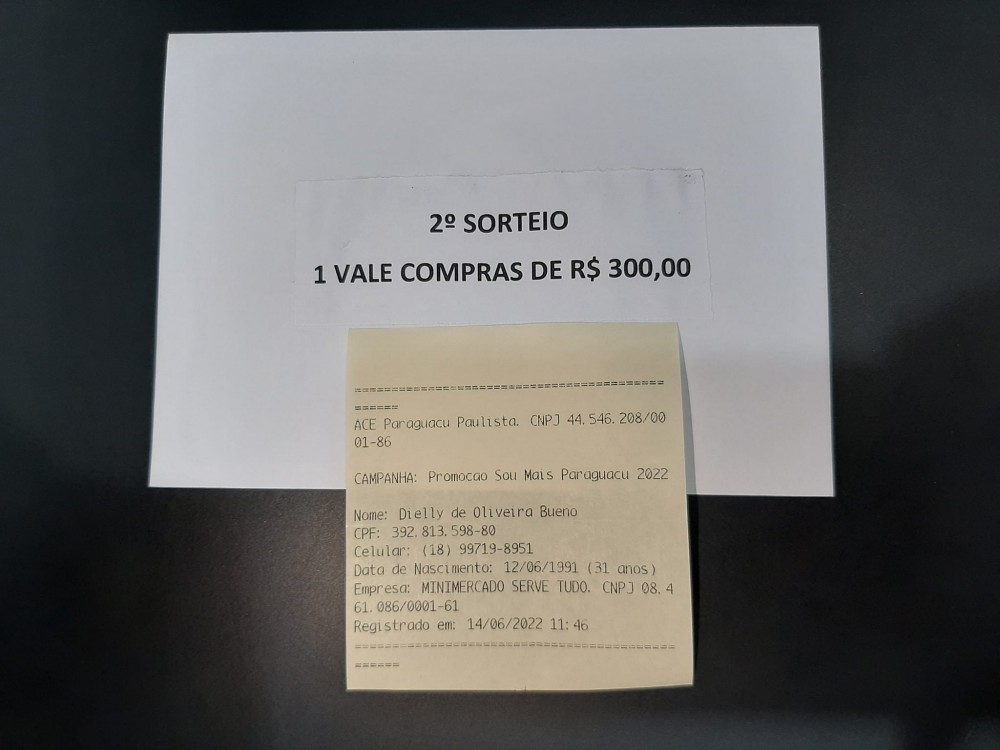 2º SORTEIO
1 VALE COMPRAS DE R$ 300,00
==========================================
======
ACE Paraguacu Paulista. CNPJ 44.546.208/00
01-86
CAMPANHA: Promocao Sou Mais Paraguacu 2022
Nome: Dielly de Oliveira Bueno
CPF: 392.813.598-80
Celular: (18) 99719-8951
Data de Nascimento: 12/06/1991 (31 anos)
Empresa: MINIMERCADO SERVE TUDO. CNPJ 08.4
61.086/0001-61
Registrado em: 14/06/2022 11:46
==========================================
======